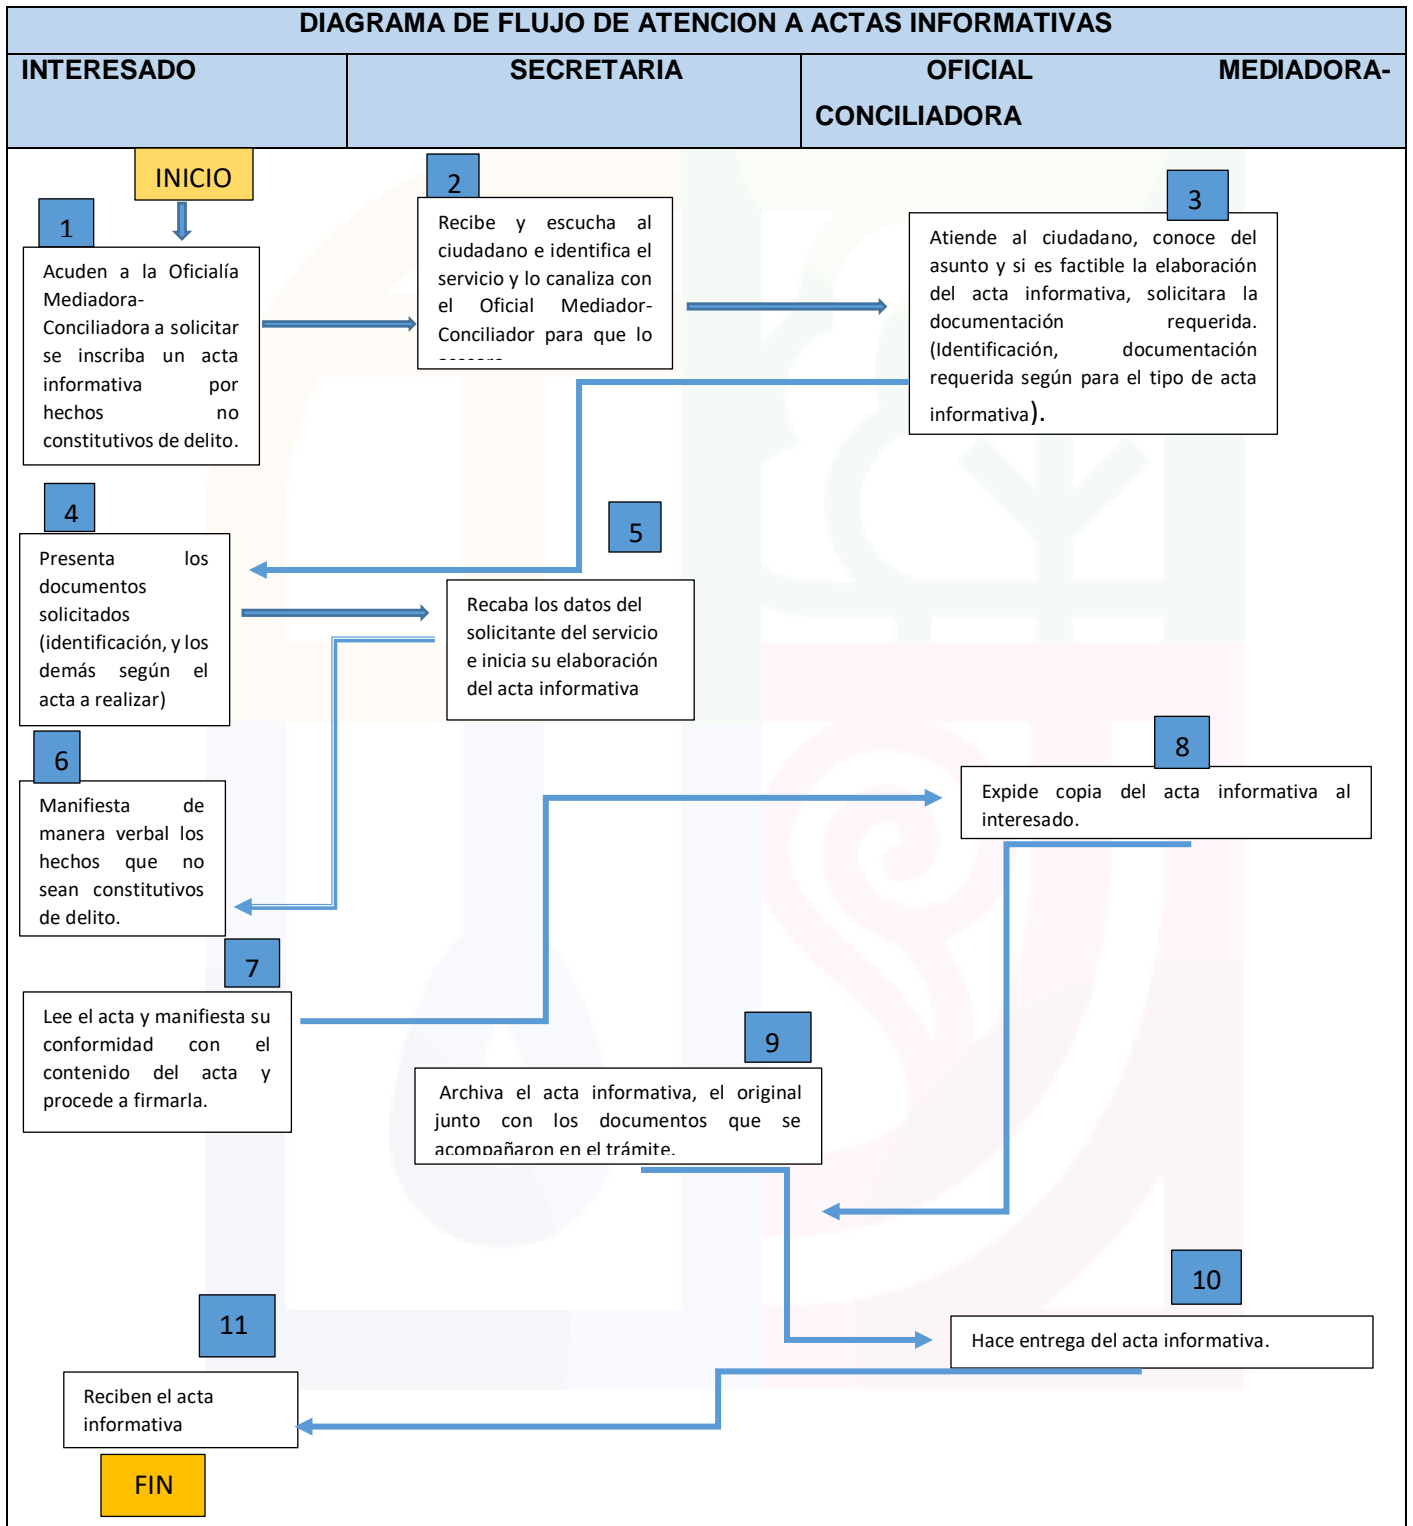 DIAGRAMA DE FLUJO DE ATENCION A ACTAS INFORMATIVAS
INTERESADO
SECRETARIA
OFICIAL MEDIADORA-
CONCILIADORA
INICIO
1
Acuden a la Oficialía
Mediadora-
Conciliadora a solicitar
se inscriba un acta
informativa por
hechos no
constitutivos de delito.
2
Recibe y escucha al
ciudadano e identifica el
servicio y lo canaliza con
el Oficial Mediador-
Conciliador para que lo
3
Atiende al ciudadano, conoce del
asunto y si es factible la elaboración
del acta informativa, solicitara la
documentación requerida.
(Identificación, documentación
requerida según para el tipo de acta
informativa).
4
Presenta los
documentos
solicitados
(identificación, y los
demás según el
acta a realizar)
5
Recaba los datos del
solicitante del servicio
e inicia su elaboración
del acta informativa
6
Manifiesta de
manera verbal los
hechos que no
sean constitutivos
de delito.
7
Lee el acta y manifiesta su
conformidad con el
contenido del acta y
procede a firmarla.
8
Expide copia del acta informativa al
interesado.
9
Archiva el acta informativa, el original
junto con los documentos que se
acompañaron en el trámite.
10
Hace entrega del acta informativa.
11
Reciben el acta
informativa
FIN